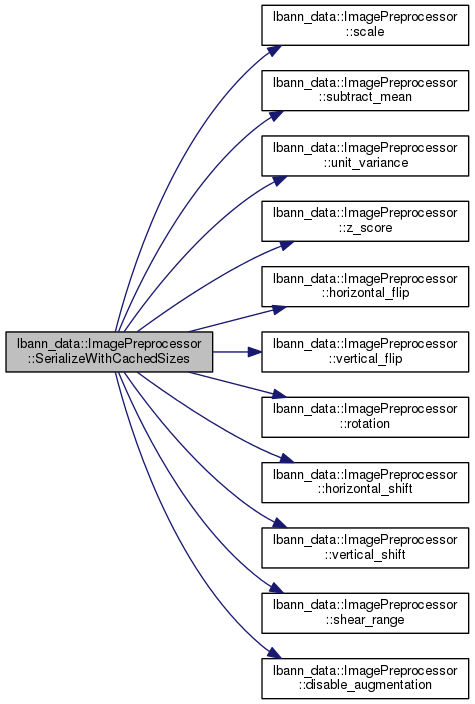 lbann_data::ImagePreprocessor
::scale
lbann_data::ImagePreprocessor
::subtract_mean
lbann_data::ImagePreprocessor
::unit_variance
lbann_data::ImagePreprocessor
::z_score
lbann_data::ImagePreprocessor
::horizontal_flip
lbann_data::ImagePreprocessor
::SerializeWithCachedSizes
lbann_data::ImagePreprocessor
::vertical_flip
lbann_data::ImagePreprocessor
::rotation
lbann_data::ImagePreprocessor
::horizontal_shift
lbann_data::ImagePreprocessor
::vertical_shift
lbann_data::ImagePreprocessor
::shear_range
lbann_data::ImagePreprocessor
::disable_augmentation